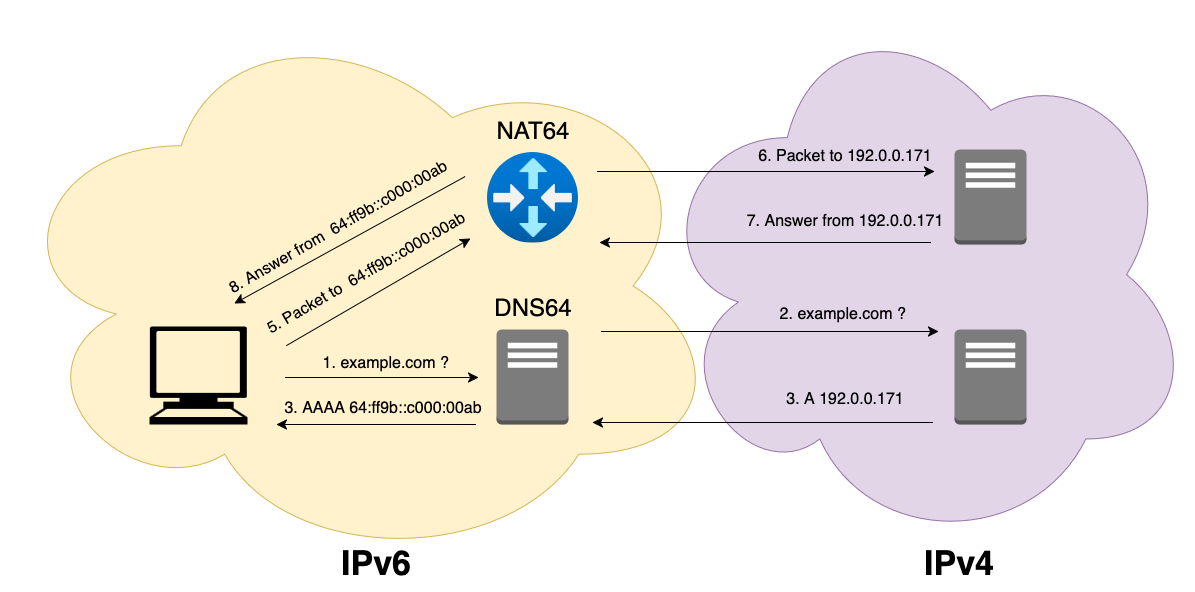 NAT64
6. Packet to 192.0.0.171
8. Answer from 64:ff9b::c000:00ab
7. Answer from 192.0.0.171
5. Packet to 64:ff9b::c000:00ab
DNS64
2. example.com ?
1. example.com ?
3. AAAA 64:ff9b::c000:00ab
3. A 192.0.0.171
IPv6
IPv4